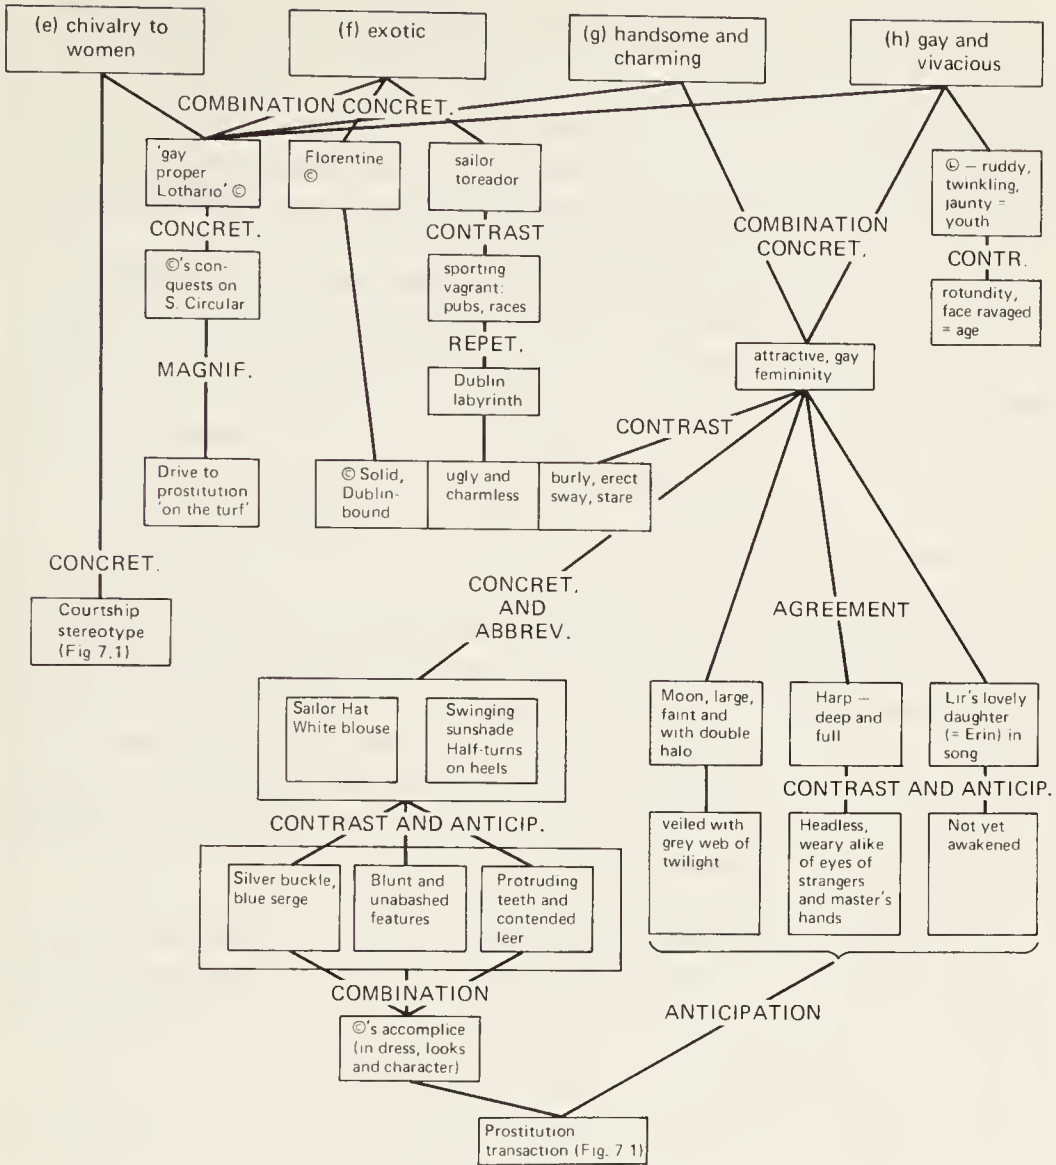 (e) chivalry to
women
(f) exotic
(g) handsome and
charming
(h) gay and
vivacious
COMBINATION CONCRET.
'gay
proper
Lothario' ©
Florentine
©
sailor
toreador
Ⓛ – ruddy,
twinkling,
jaunty =
youth
CONCRET.
CONTRAST
COMBINATION
CONCRET.
CONTR.
©'s con-
quests on
S. Circular
sporting
vagrant:
pubs, races
rotundity,
face ravaged
= age
REPET.
MAGNIF.
Dublin
labyrinth
attractive, gay
femininity
CONTRAST
Drive to
prostitution
'on the turf'
© Solid,
Dublin-
bound
ugly and
charmless
burly, erect
sway, stare
CONCRET.
CONCRET.
AND
ABBREV.
Courtship
stereotype
(Fig 7.1)
AGREEMENT
Sailor Hat
White blouse
Swinging
sunshade
Half-turns
on heels
Moon, large,
faint and
with double
halo
Harp –
deep and
full
Lir's lovely
daughter
(= Erin) in
song
CONTRAST AND ANTICIP.
CONTRAST AND ANTICIP.
veiled with
grey web of
twilight
Headless,
weary alike
of eyes of
strangers
and master's
hands
Not yet
awakened
Silver buckle,
blue serge
Blunt and
unabashed
features
Protruding
teeth and
contended
leer
COMBINATION
ANTICIPATION
©'s accomplice
(in dress, looks
and character)
Prostitution
transaction (Fig. 7 1)